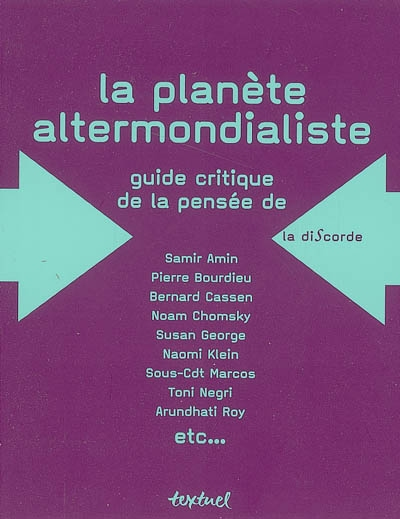 la planète
altermondialiste
guide critique
de la pensée de
la diScorde
Samir Amin
Pierre Bourdieu
Bernard Cassen
Noam Chomsky
Susan George
Naomi Klein
Sous-Cdt Marcos
Toni Negri
Arundhati Roy
etc...
textuel